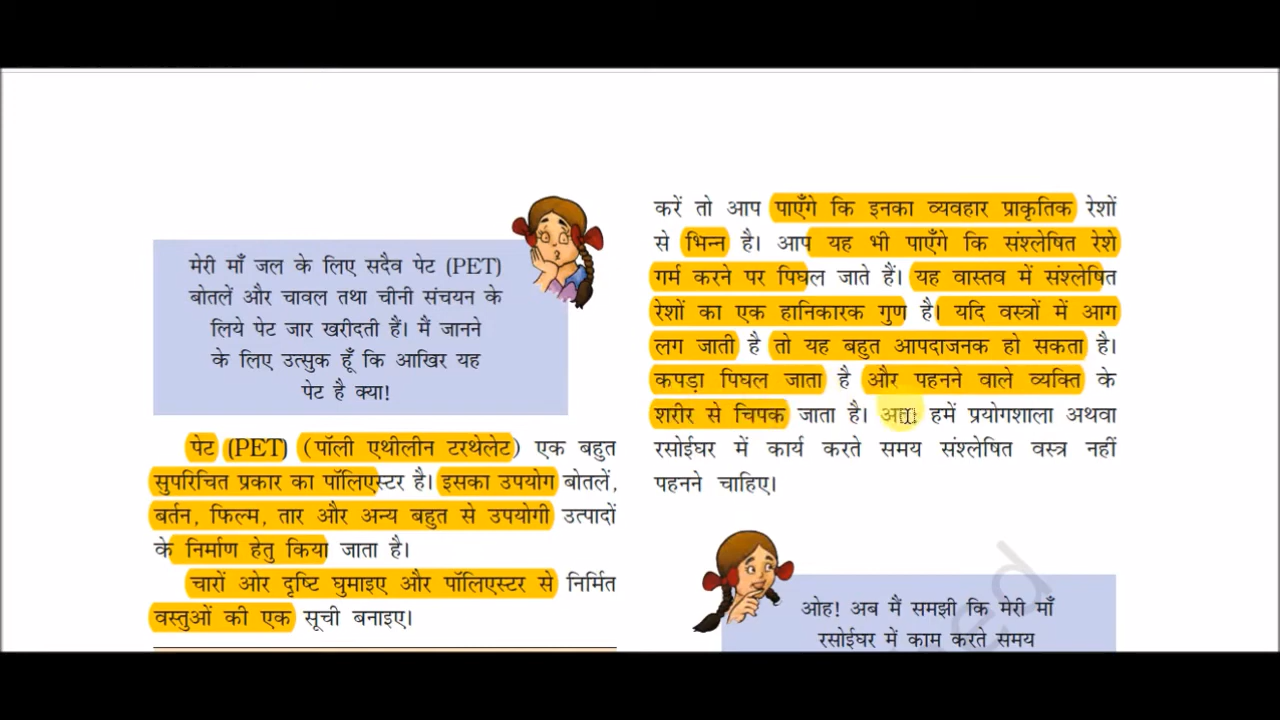 मेरी माँ जल के लिए सदैव पेट (PET)
बोतलें और चावल तथा चीनी संचयन के
लिये पेट जार खरीदती हैं। मैं जानने
के लिए उत्सुक हूँ कि आखिर यह
पेट है क्या!
पेट (PET) (पॉली एथीलीन टरथेलेट) एक बहुत
सुपरिचित प्रकार का पॉलिएस्टर है। इसका उपयोग बोतलें,
बर्तन, फिल्म, तार और अन्य बहुत से उपयोगी उत्पादों
के निर्माण हेतु किया जाता है।
चारों ओर दृष्टि घुमाइए और पॉलिएस्टर से निर्मित
वस्तुओं की एक सूची बनाइए।
करें तो आप पाएँगे कि इनका व्यवहार प्राकृतिक रेशों
से भिन्न है। आप यह भी पाएँगे कि संश्लेषित रेशे
गर्म करने पर पिघल जाते हैं। यह वास्तव में संश्लेषित
रेशों का एक हानिकारक गुण है। यदि वस्त्रों में आग
लग जाती है तो यह बहुत आपदाजनक हो सकता है।
कपड़ा पिघल जाता है और पहनने वाले व्यक्ति के
शरीर से चिपक जाता है। हमें प्रयोगशाला अथवा
रसोईघर में कार्य करते समय संश्लेषित वस्त्र नहीं
पहनने चाहिए।
ओह! अब मैं समझी कि मेरी माँ
रसोईघर में काम करते समय